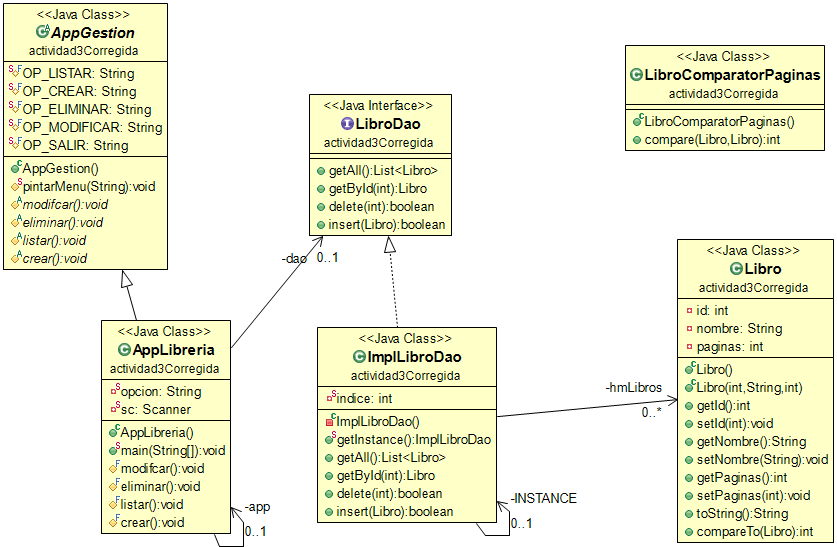 <<Java Class>>
AppGestion
actividad3Corregida
OP_LISTAR: String
OP_CREAR: String
OP_ELIMINAR: String
OP_MODIFICAR: String
OP_SALIR: String
AppGestion()
pintarMenu(String):void
modifcar():void
eliminar():void
listar():void
crear():void
<<Java Interface>>
LibroDao
actividad3Corregida
getAll():List<Libro>
getById(int):Libro
delete(int):boolean
insert(Libro):boolean
<<Java Class>>
LibroComparatorPaginas
actividad3Corregida
LibroComparatorPaginas()
compare(Libro,Libro):int
-dao
0..1
<<Java Class>>
AppLibreria
actividad3Corregida
opcion: String
sc: Scanner
AppLibreria()
main(String[]):void
modifcar():void
eliminar():void
listar():void
crear():void
-app
0..1
<<Java Class>>
ImplLibroDao
actividad3Corregida
indice: int
ImplLibroDao()
getInstance():ImplLibroDao
getAll():List<Libro>
getById(int):Libro
delete(int):boolean
insert(Libro):boolean
-INSTANCE
0..1
-hmLibros
0..*
<<Java Class>>
Libro
actividad3Corregida
id: int
nombre: String
paginas: int
Libro()
Libro(int,String,int)
getId():int
setId(int):void
getNombre():String
setNombre(String):void
getPaginas():int
setPaginas(int):void
toString():String
compareTo(Libro):int